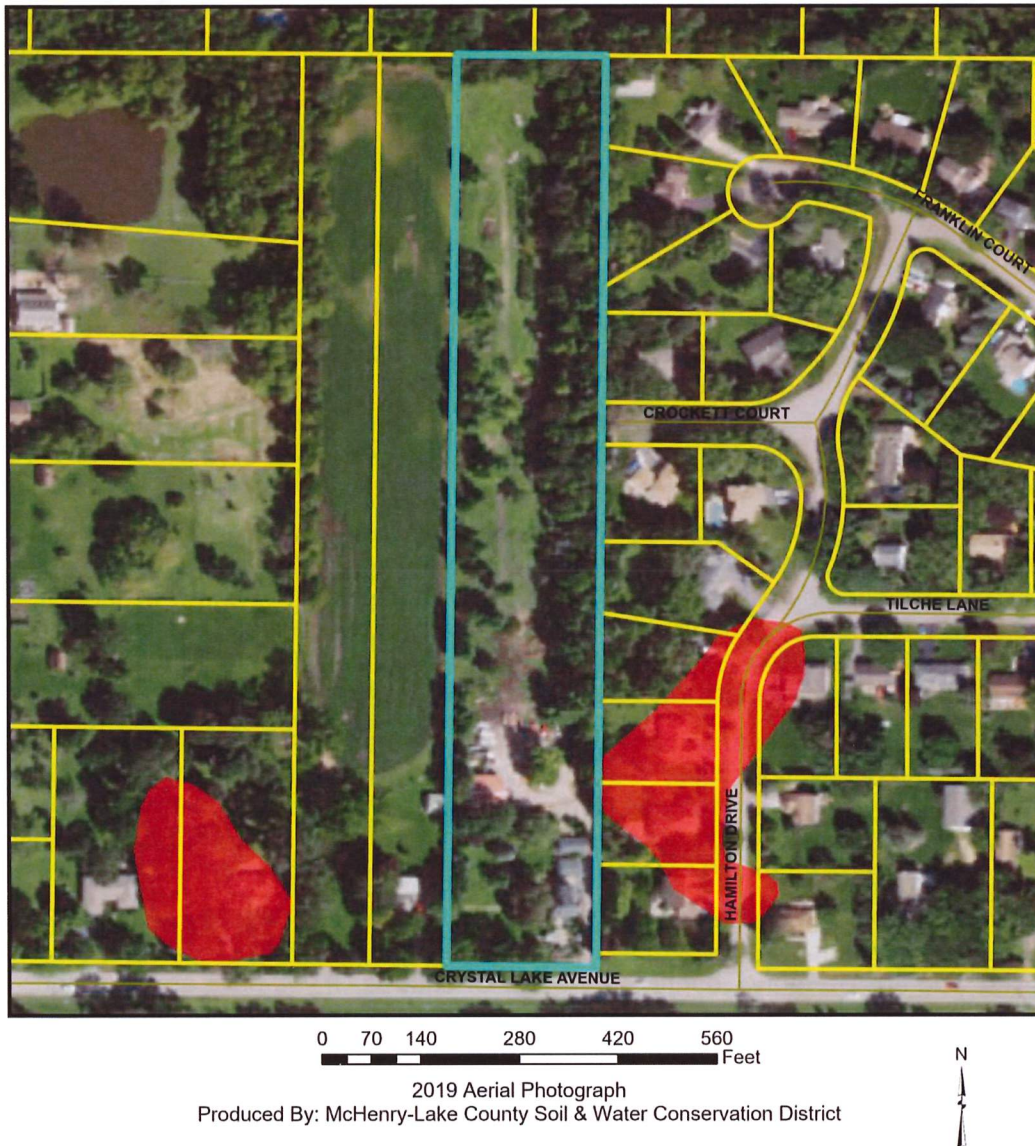 FRANKLIN COURT
CROCKETT COURT
TILCHE LANE
HAMILTON DRIVE
CRYSTAL LAKE AVENUE
0 70 140 280 420 560
Feet
N
2019 Aerial Photograph
Produced By: McHenry-Lake County Soil & Water Conservation District